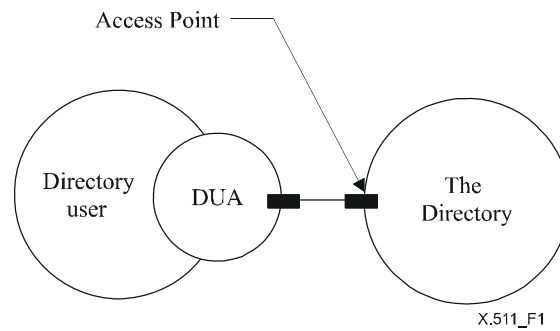 Access Point
Directory
user
DUA
The
Directory
X.511_F1